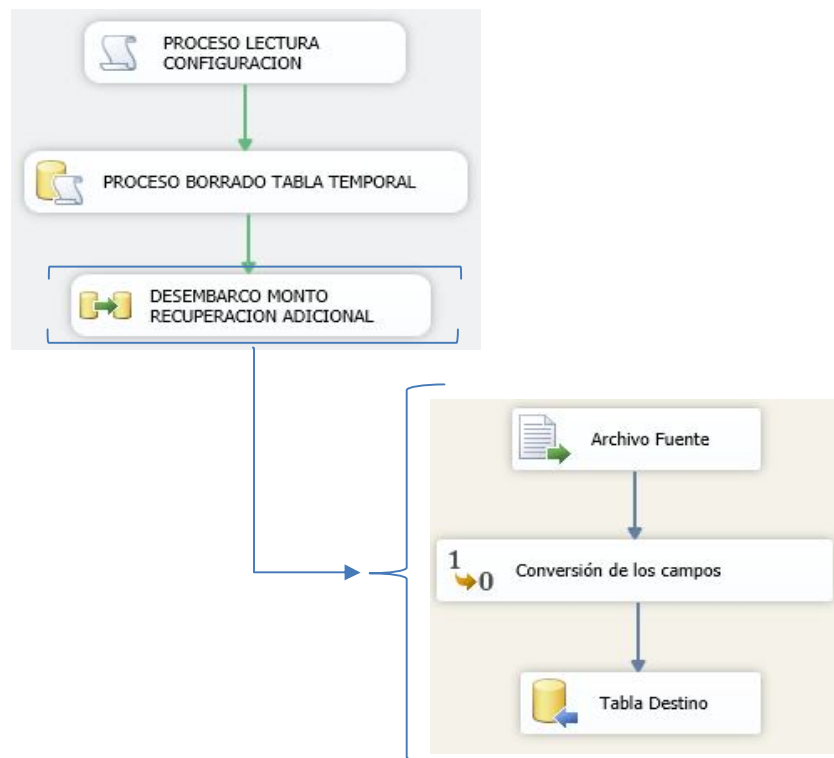 PROCESO LECTURA
CONFIGURACION
PROCESO BORRADO TABLA TEMPORAL
DESEMBARCO MONTO
RECUPERACION ADICIONAL
Archivo Fuente
1
0
Conversión de los campos
Tabla Destino